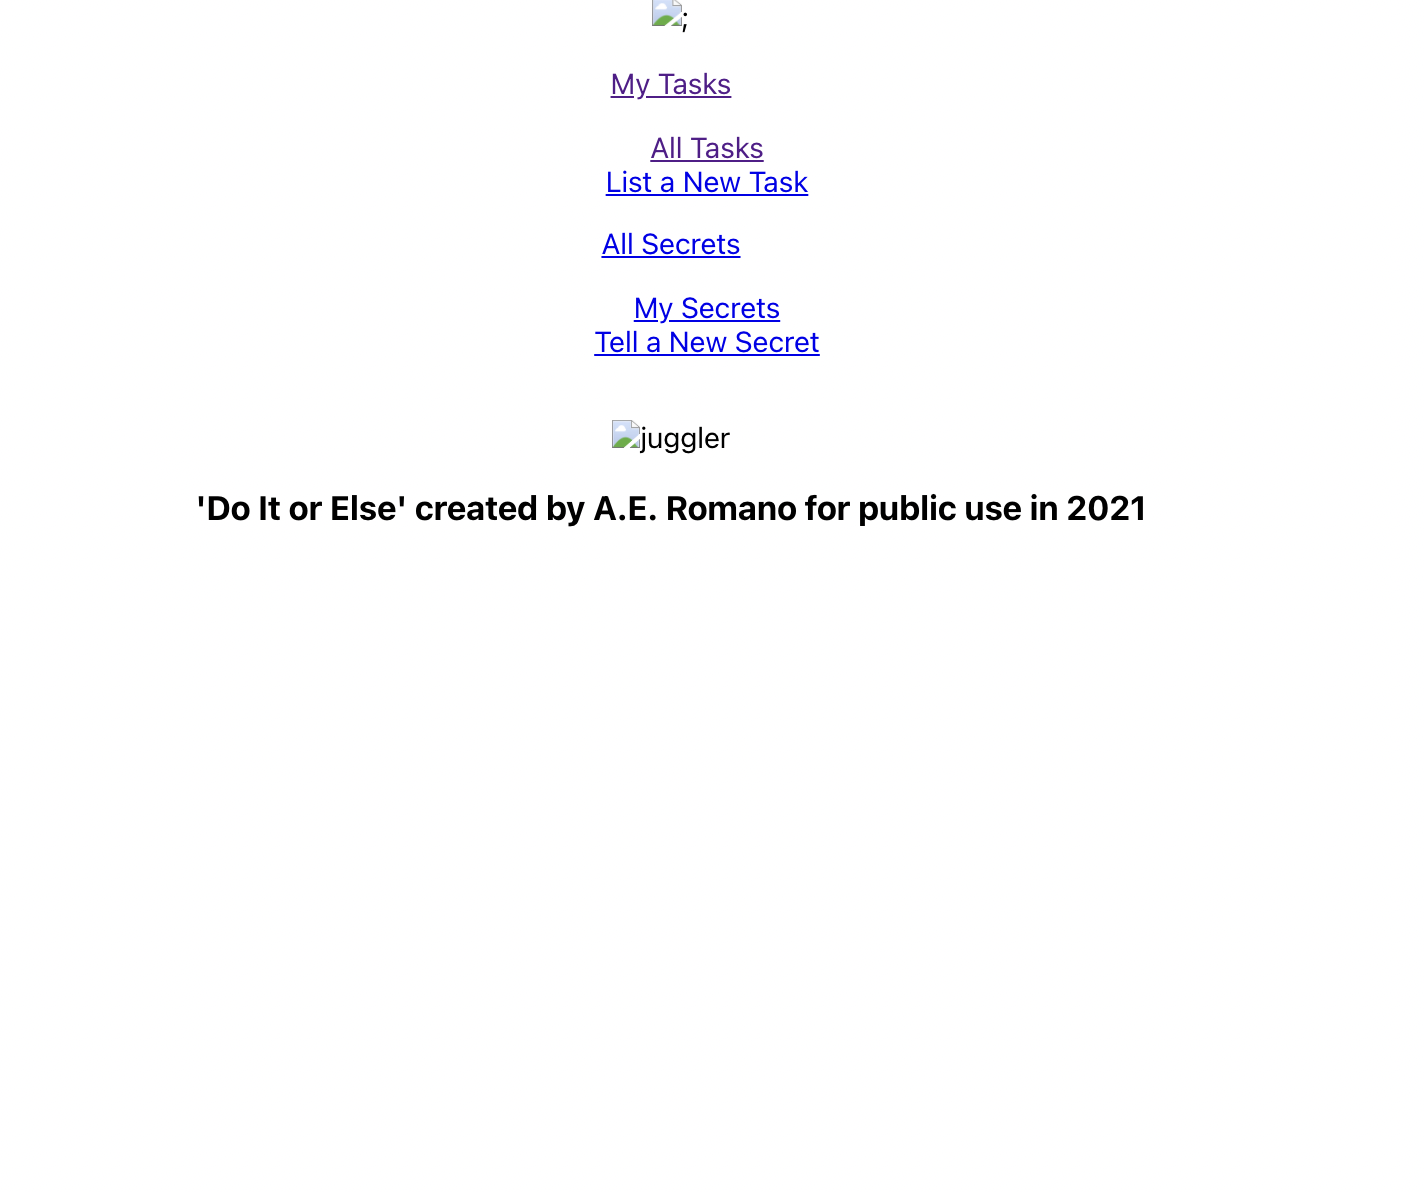 ;
My Tasks
All Tasks
List a New Task
All Secrets
My Secrets
Tell a New Secret
juggler
'Do It or Else' created by A.E. Romano for public use in 2021